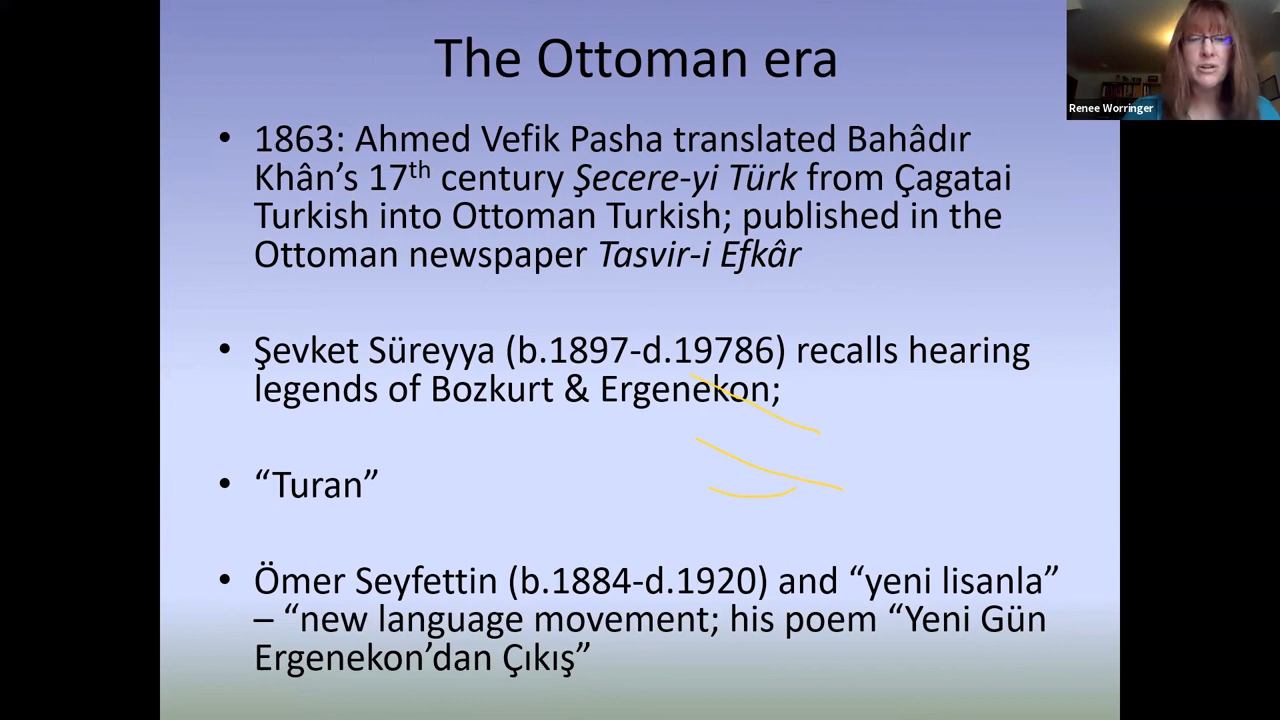 The Ottoman era
Renee Worringer
• 1863: Ahmed Vefik Pasha translated Bahâdır
Khân’s 17th century Şecere-yi Türk from Çagatai
Turkish into Ottoman Turkish; published in the
Ottoman newspaper Tasvir-i Efkâr
• Şevket Süreyya (b.1897-d.19786) recalls hearing
legends of Bozkurt & Ergenekon;
• “Turan”
• Ömer Seyfettin (b.1884-d.1920) and “yeni lisanla”
– “new language movement; his poem “Yeni Gün
Ergenekon’dan Çıkış”